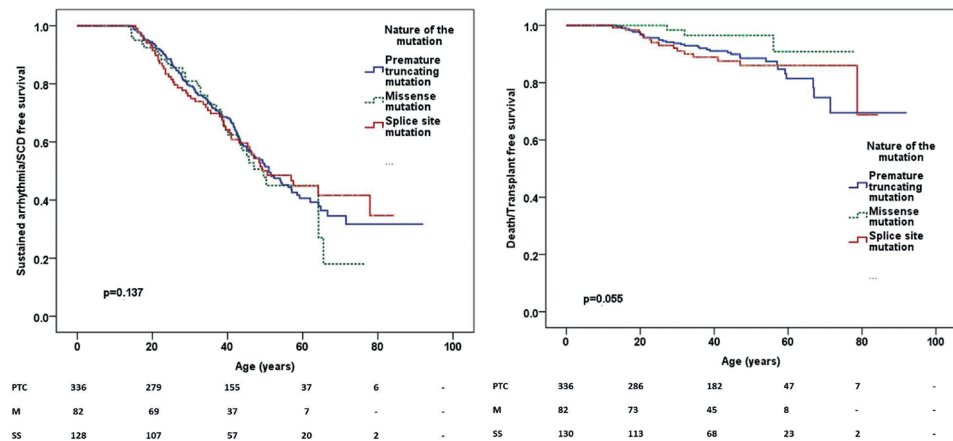 Sustained arrhythmia/SCD free survival
1.0
0.8
0.6
0.4
0.2
0.0
Nature of the
mutation
Premature
truncating
mutation
Missense
mutation
Splice site
mutation
...
p=0.137
0 20 40 60 80 100
Age (years)
PTC 336 279 155 37 6 -
M 82 69 37 7 - -
SS 128 107 57 20 2 -
Death/Transplant free survival
1.0
0.8
0.6
0.4
0.2
0.0
Nature of the
mutation
Premature
truncating
mutation
Missense
mutation
Splice site
mutation
...
p=0.055
0 20 40 60 80 100
Age (years)
PTC 336 286 182 47 7 -
M 82 73 45 8 - -
SS 130 113 68 23 2 -